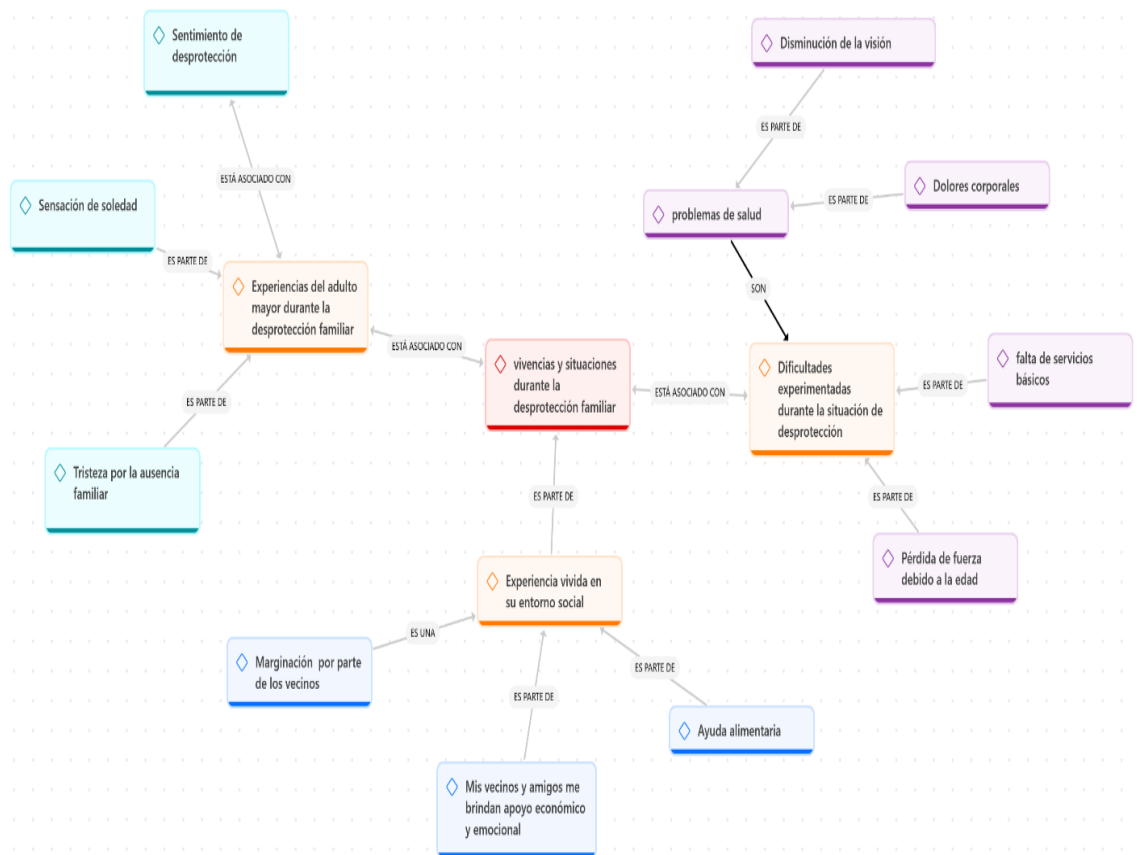 Sentimiento de
desprotección
Disminución de la visión
ES PARTE DE
ESTÁ ASOCIADO CON
Sensación de soledad
Dolores corporales
ES PARTE DE
problemas de salud
ES PARTE DE
SON
Experiencias del adulto
mayor durante la
desprotección familiar
ESTÁ ASOCIADO CON
vivencias y situaciones
durante la
desprotección familiar
ESTÁ ASOCIADO CON
Dificultades
experimentadas
durante la situación de
desprotección
ES PARTE DE
falta de servicios
básicos
ES PARTE DE
Tristeza por la ausencia
familiar
ES PARTE DE
ES PARTE DE
Pérdida de fuerza
debido a la edad
Experiencia vivida en
su entorno social
ES UNA
Marginación por parte
de los vecinos
ES PARTE DE
ES PARTE DE
Ayuda alimentaria
Mis vecinos y amigos me
brindan apoyo económico
y emocional